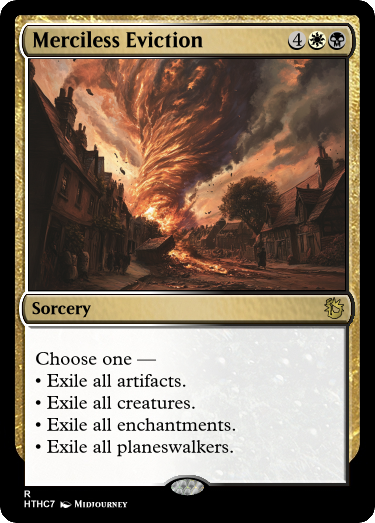 Merciless Eviction 4
Sorcery
Choose one —
• Exile all artifacts.
• Exile all creatures.
• Exile all enchantments.
• Exile all planeswalkers.
R
HTHC7 Midjourney